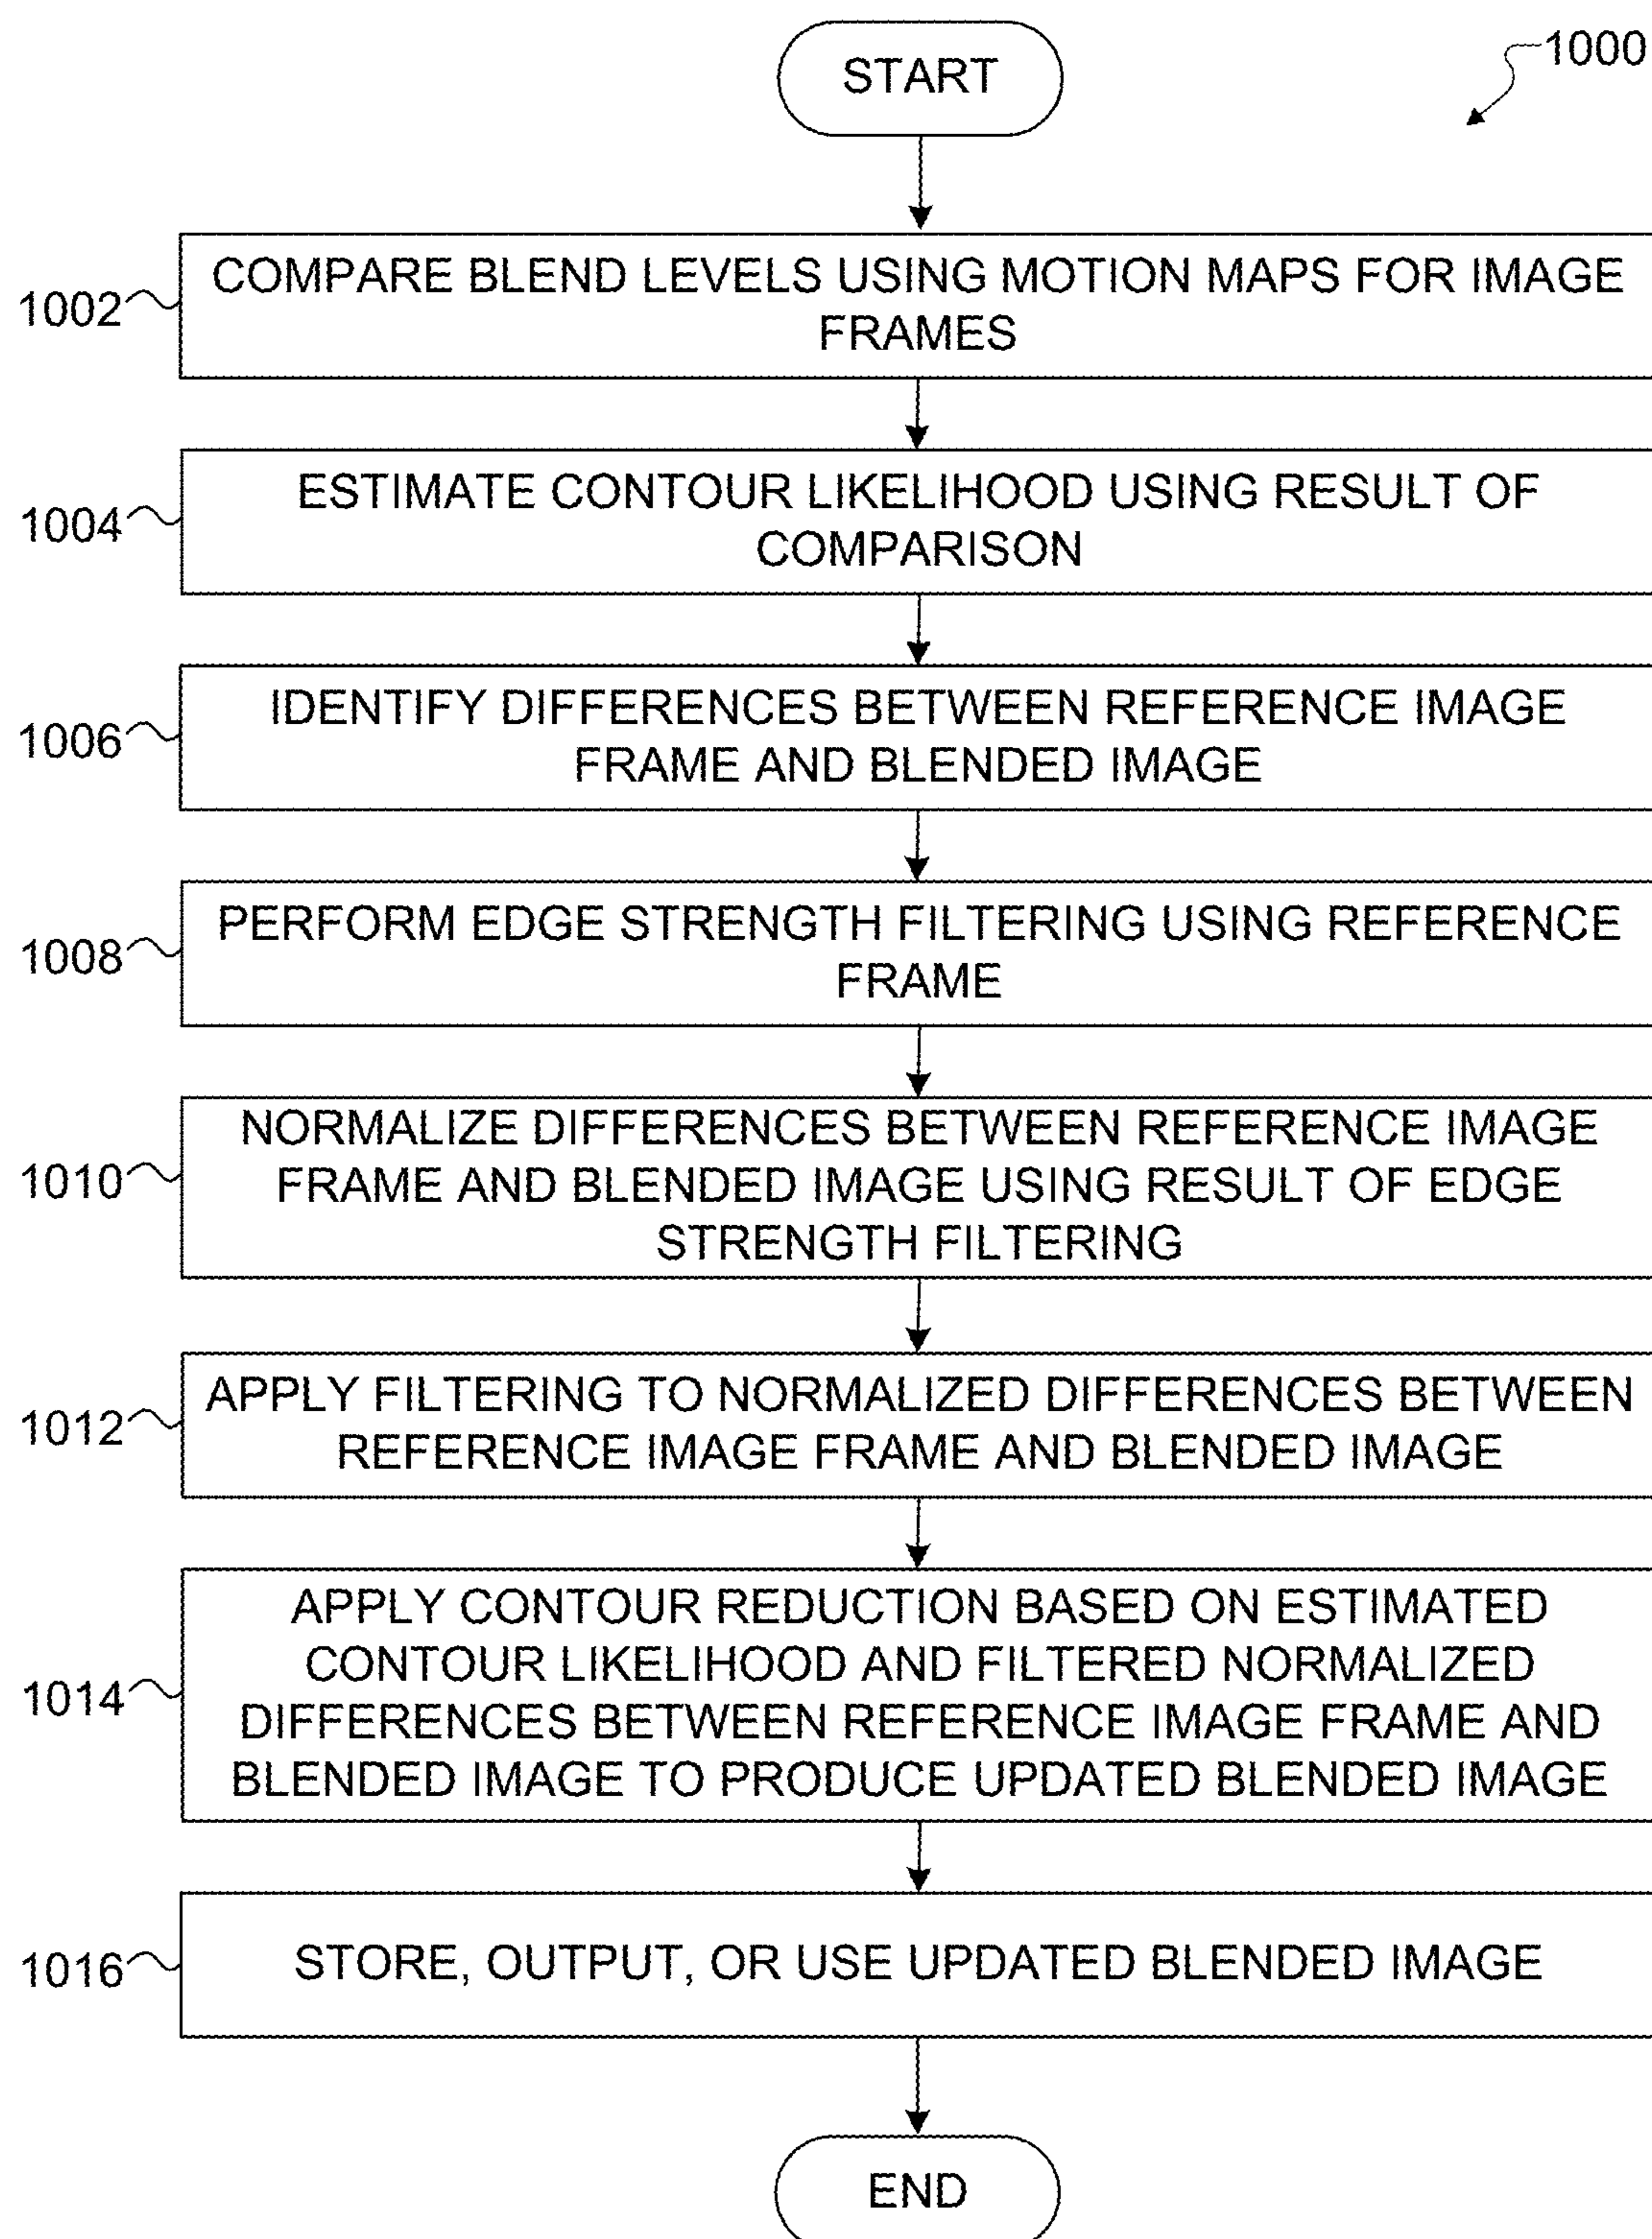 START
1000
1002
COMPARE BLEND LEVELS USING MOTION MAPS FOR IMAGE
FRAMES
1004
ESTIMATE CONTOUR LIKELIHOOD USING RESULT OF
COMPARISON
1006
IDENTIFY DIFFERENCES BETWEEN REFERENCE IMAGE
FRAME AND BLENDED IMAGE
1008
PERFORM EDGE STRENGTH FILTERING USING REFERENCE
FRAME
1010
NORMALIZE DIFFERENCES BETWEEN REFERENCE IMAGE
FRAME AND BLENDED IMAGE USING RESULT OF EDGE
STRENGTH FILTERING
1012
APPLY FILTERING TO NORMALIZED DIFFERENCES BETWEEN
REFERENCE IMAGE FRAME AND BLENDED IMAGE
1014
APPLY CONTOUR REDUCTION BASED ON ESTIMATED
CONTOUR LIKELIHOOD AND FILTERED NORMALIZED
DIFFERENCES BETWEEN REFERENCE IMAGE FRAME AND
BLENDED IMAGE TO PRODUCE UPDATED BLENDED IMAGE
1016
STORE, OUTPUT, OR USE UPDATED BLENDED IMAGE
END